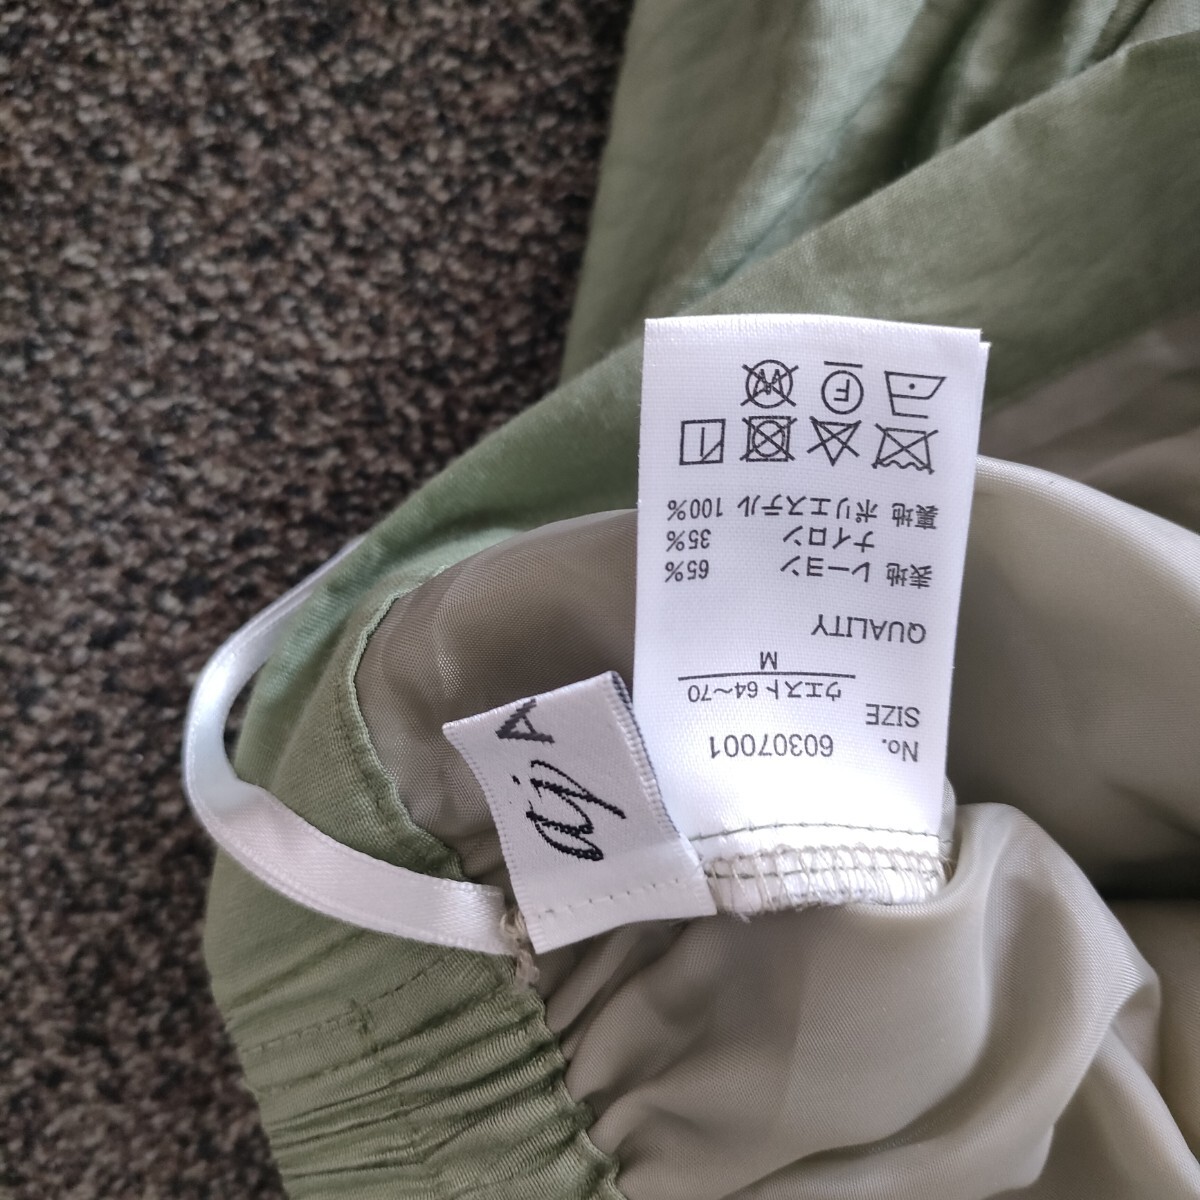 No. 60307001
SIZE
ウエスト 64~70
M
QUALITY
表地 レーヨン 65%
ナイロン 35%
裏地 ポリエステル 100%
F
W
aj A